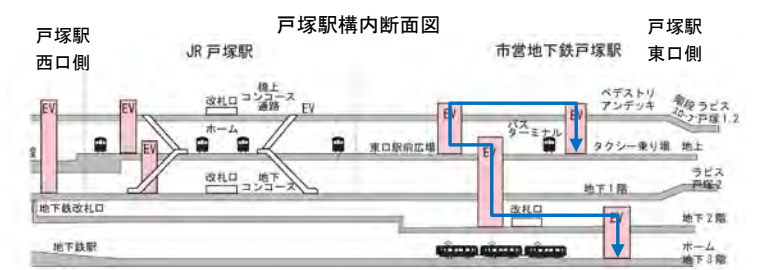 戸塚駅構内断面図
戸塚駅
西口側
JR戸塚駅
市営地下鉄戸塚駅
戸塚駅
東口側
橋上
コンコース
通路
改札口
EV
ペデストリ
アンデッキ
階段
ラピス
戸塚1.2
EV
EV
EV
EV
ホーム
バス
ターミナル
EV
EV
東口駅前広場
タクシー乗り場
地上
改札口
地下
コンコース
地下1階
ラピス
戸塚2
地下鉄改札口
改札口
EV
地下2階
地下鉄駅
ホーム
地下3階